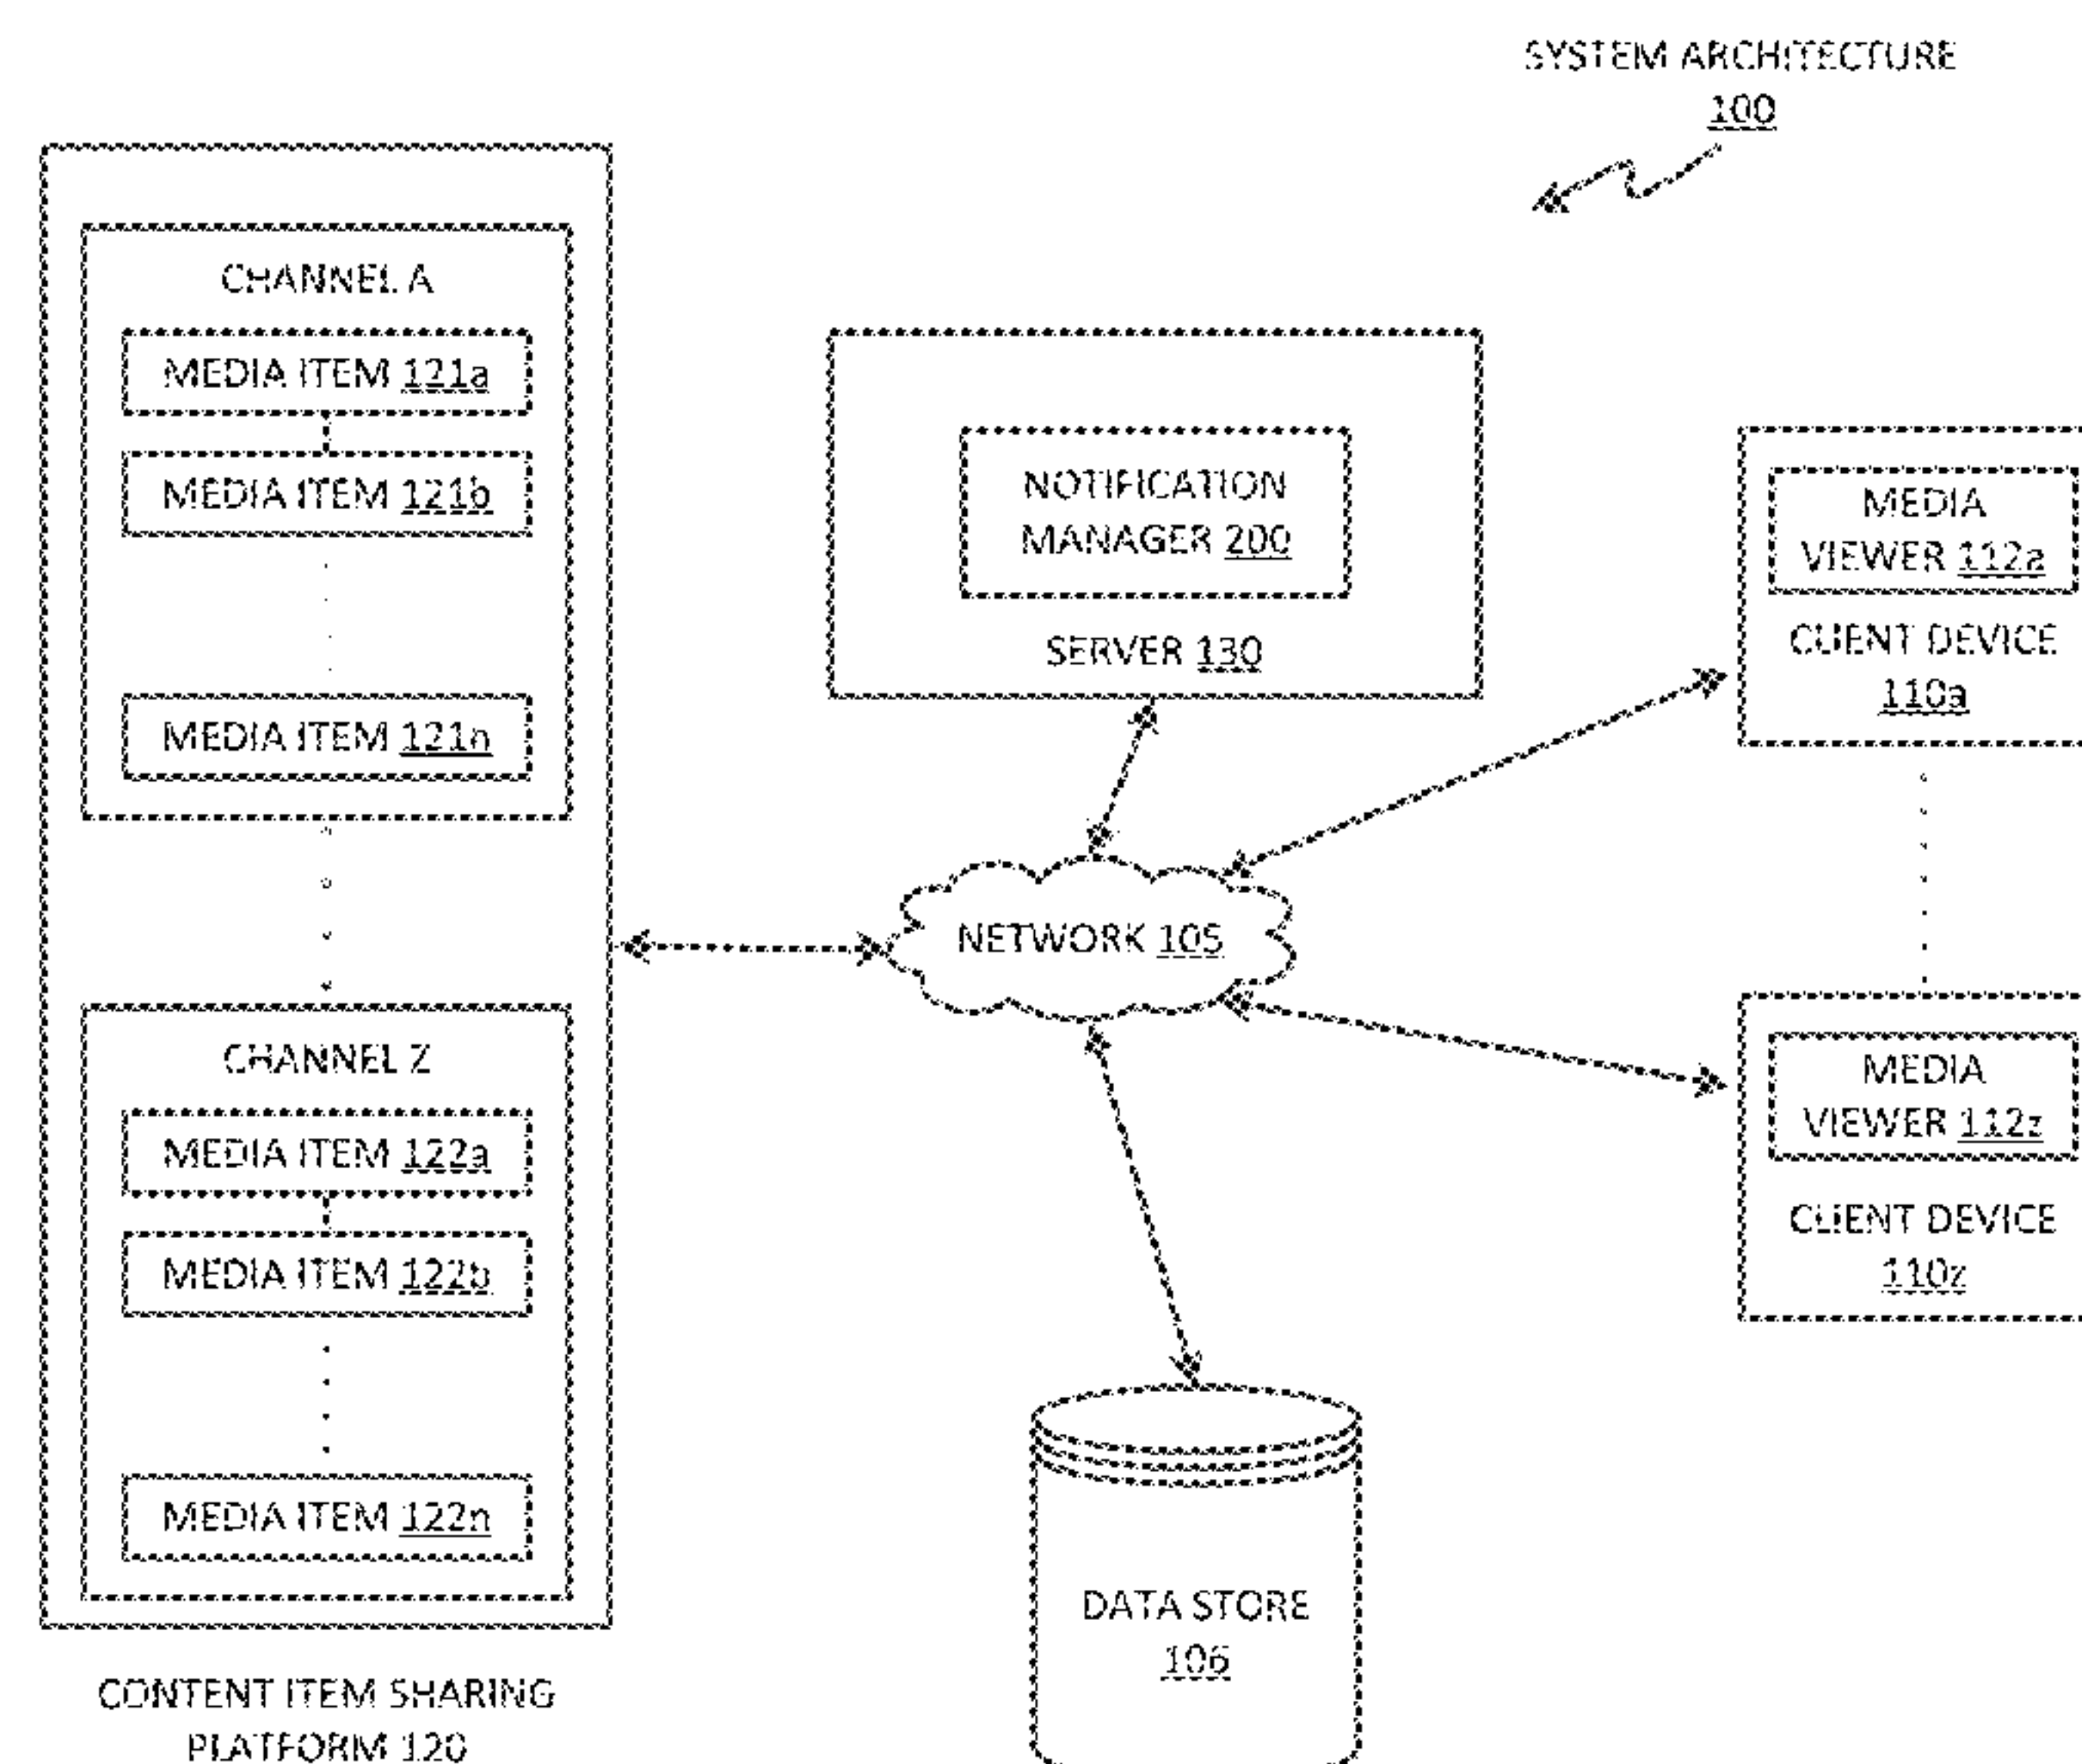 SYSTEM ARCHITECTURE
100
CHANNEL A
MEDIA ITEM 121a
MEDIA ITEM 121b
MEDIA ITEM 121n
CHANNEL Z
MEDIA ITEM 122a
MEDIA ITEM 122b
MEDIA ITEM 122n
CONTENT ITEM SHARING
PLATFORM 120
NOTIFICATION
MANAGER 200
SERVER 130
NETWORK 105
DATA STORE
106
MEDIA
VIEWER 112a
CLIENT DEVICE
110a
MEDIA
VIEWER 112z
CLIENT DEVICE
110z